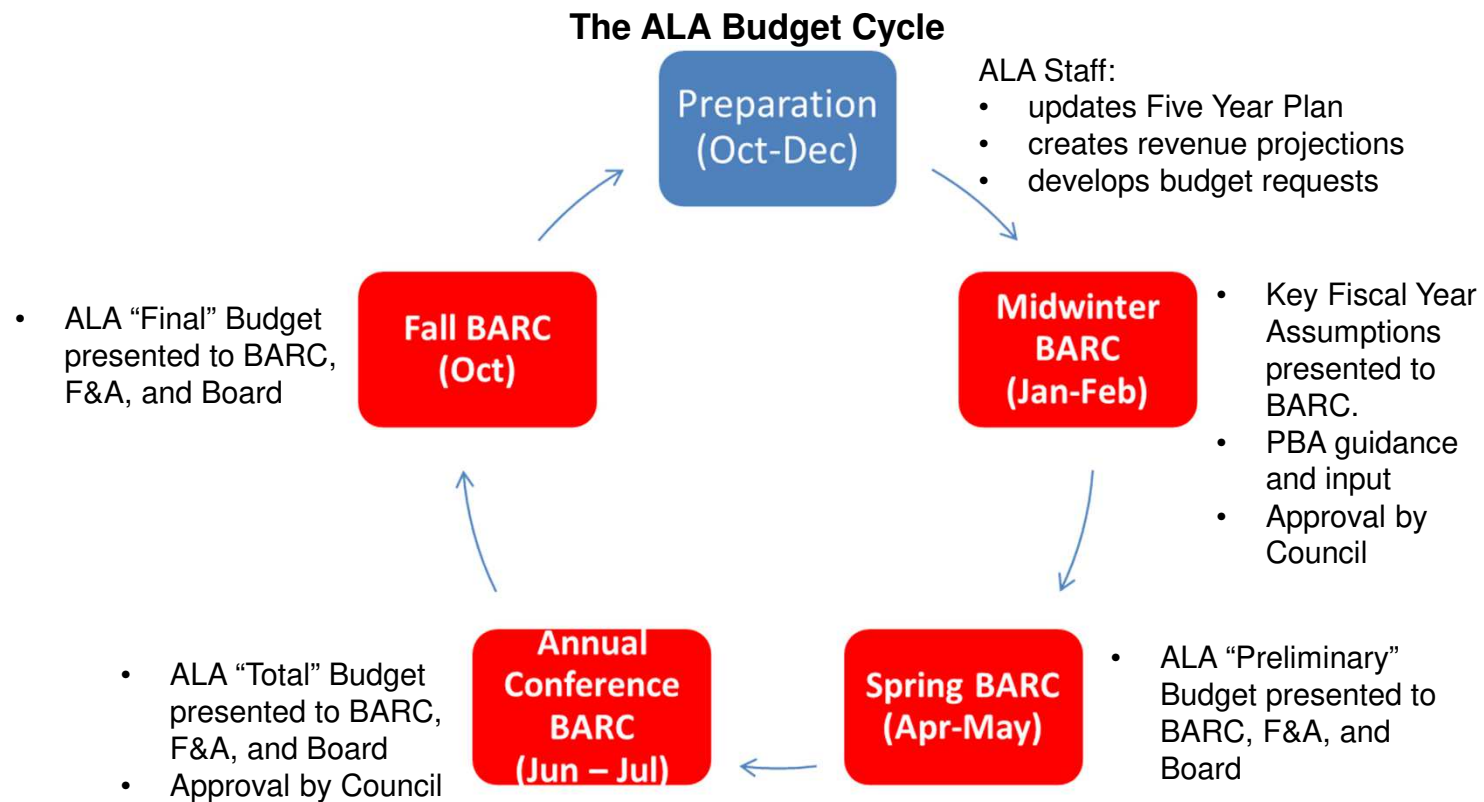 The ALA Budget Cycle
Preparation
(Oct-Dec)
ALA Staff:
• updates Five Year Plan
• creates revenue projections
• develops budget requests
Midwinter
BARC
(Jan-Feb)
• Key Fiscal Year
Assumptions
presented to
BARC.
• PBA guidance
and input
• Approval by
Council
Spring BARC
(Apr-May)
• ALA “Preliminary”
Budget presented to
BARC, F&A, and
Board
Annual
Conference
BARC
(Jun – Jul)
• ALA “Total” Budget
presented to BARC,
F&A, and Board
• Approval by Council
Fall BARC
(Oct)
• ALA “Final” Budget
presented to BARC,
F&A, and Board